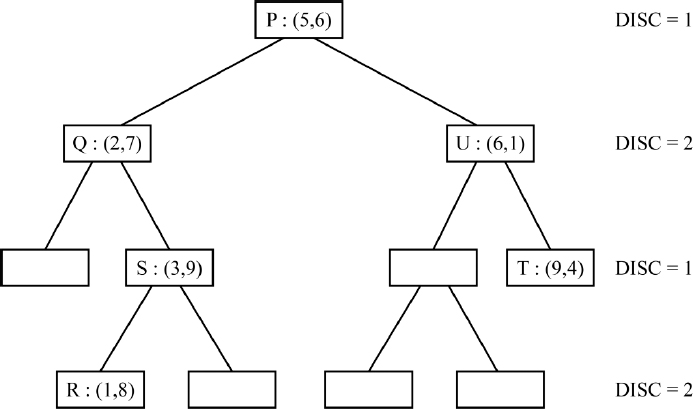 P : (5,6) DISC = 1
Q : (2,7) U : (6,1) DISC = 2
S : (3,9) T : (9,4) DISC = 1
R : (1,8) DISC = 2